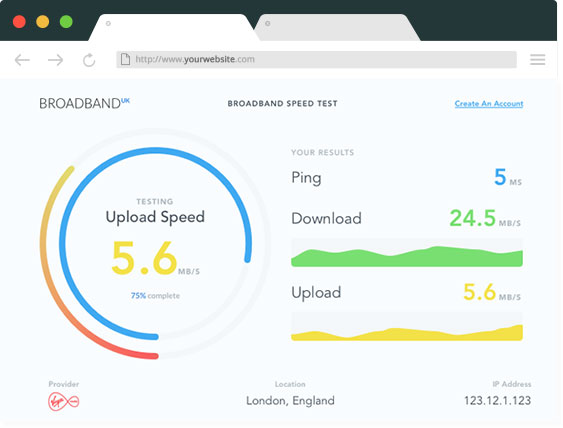 http://www.yourwebsite.com
BROADBANDUK
BROADBAND SPEED TEST
Create An Account
TESTING
Upload Speed
5.6 MB/S
75% complete
YOUR RESULTS
Ping 5 MS
Download 24.5 MB/S
Upload 5.6 MB/S
Provider
Virgin
Location
London, England
IP Address
123.12.1.123